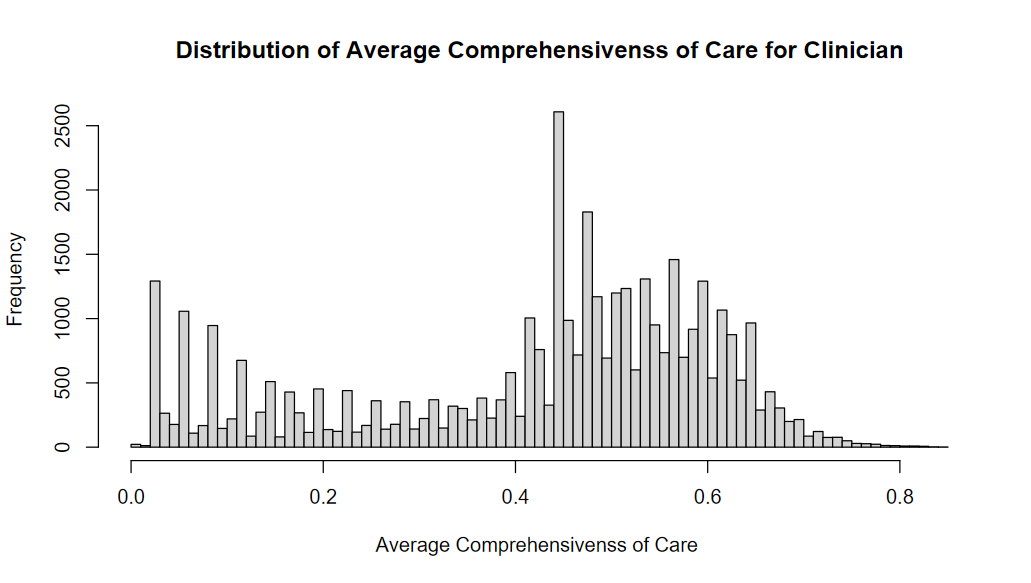 Distribution of Average Comprehensivenss of Care for Clinician
Frequency
2500
2000
1500
1000
500
0
0.0 0.2 0.4 0.6 0.8
Average Comprehensivenss of Care